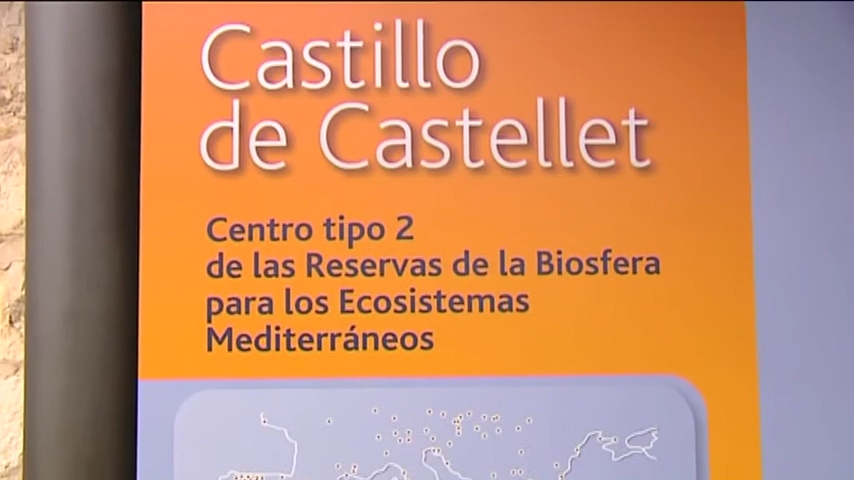 Castillo
de Castellet
Centro tipo 2
de las Reservas de la Biosfera
para los Ecosistemas
Mediterráneos